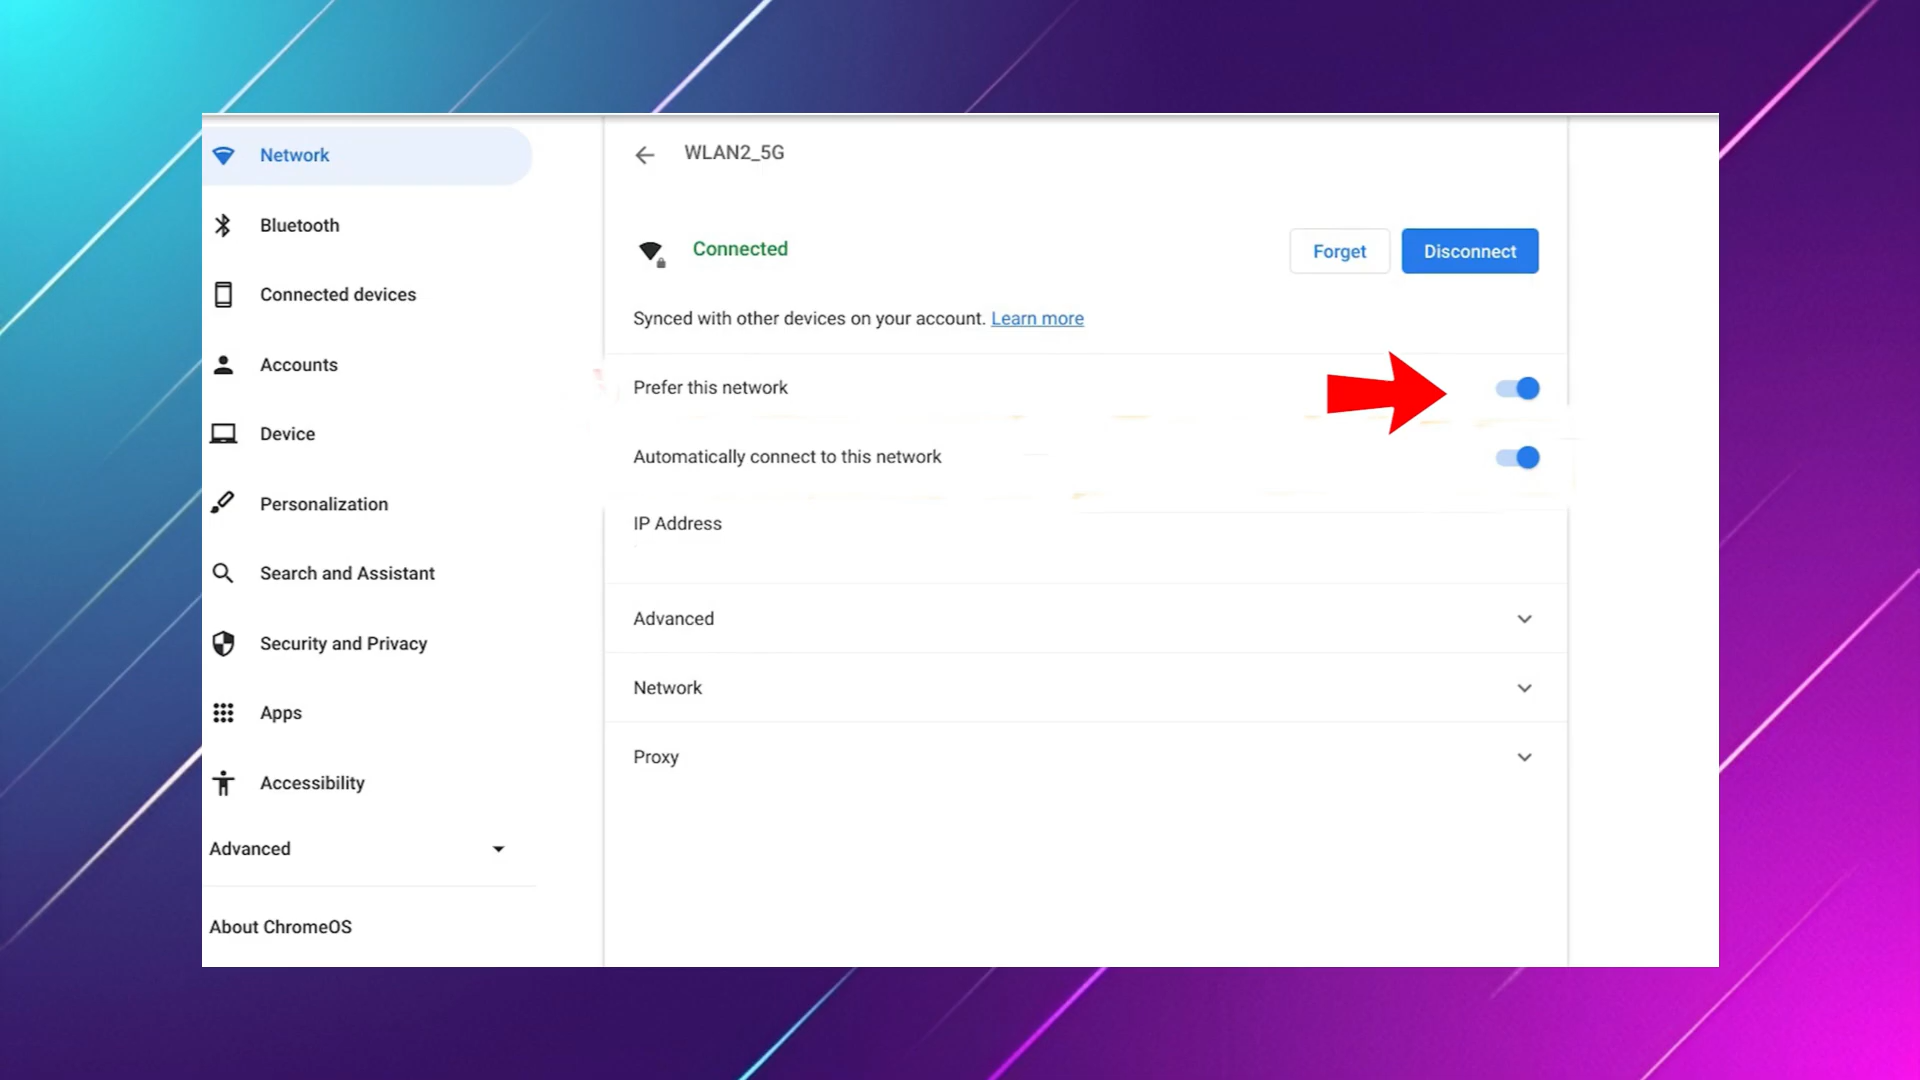 Network
Bluetooth
Connected devices
Accounts
Device
Personalization
Search and Assistant
Security and Privacy
Apps
Accessibility
Advanced
About ChromeOS
WLAN2_5G
Connected
Forget
Disconnect
Synced with other devices on your account. Learn more
Prefer this network
Automatically connect to this network
IP Address
Advanced
Network
Proxy